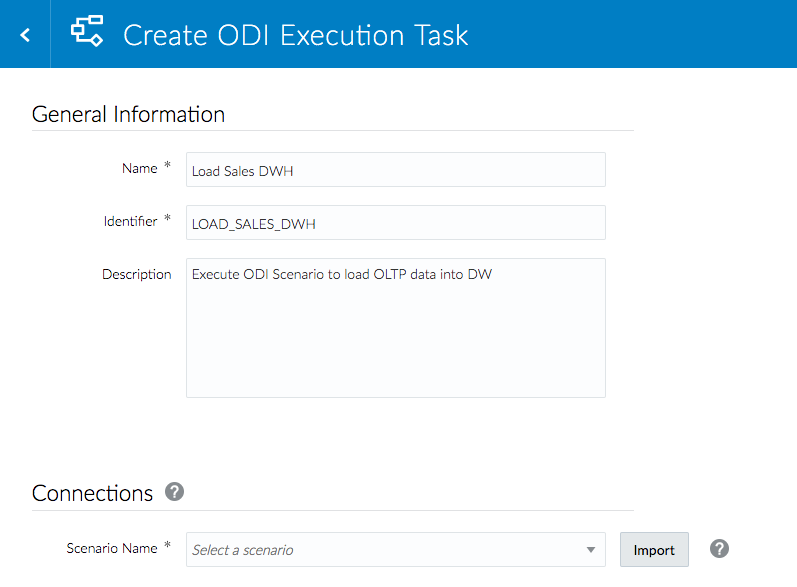 Create ODI Execution Task
General Information
Name *
Load Sales DWH
Identifier *
LOAD_SALES_DWH
Description
Execute ODI Scenario to load OLTP data into DW
Connections ?
Scenario Name * Select a scenario Import ?